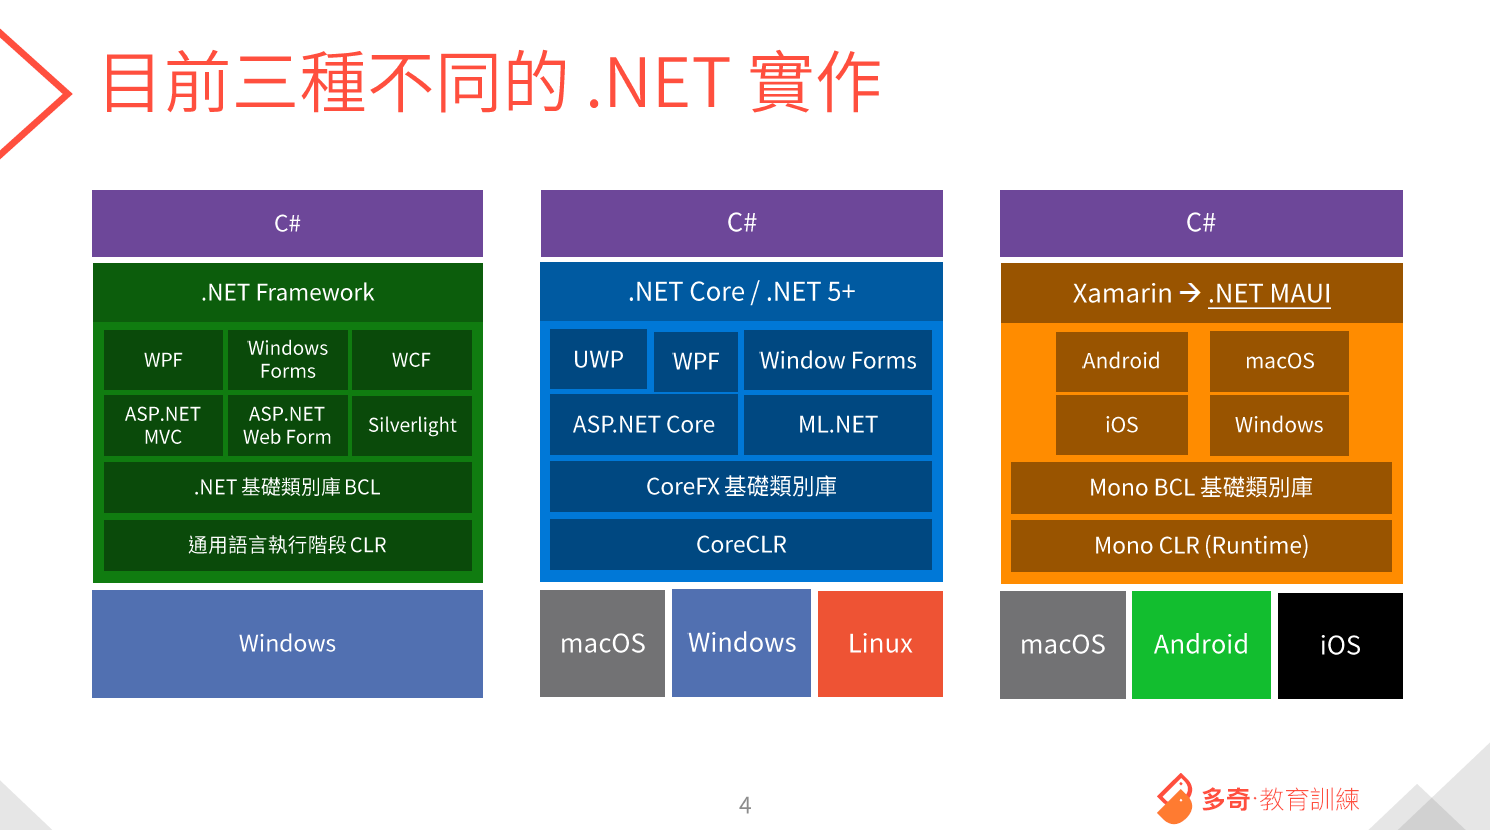 目前三種不同的 .NET 實作
C#
.NET Framework
WPF
Windows
Forms
WCF
ASP.NET
MVC
ASP.NET
Web Form
Silverlight
.NET 基礎類別庫 BCL
通用語言執行階段 CLR
Windows
C#
.NET Core / .NET 5+
UWP
WPF
Window Forms
ASP.NET Core
ML.NET
CoreFX 基礎類別庫
CoreCLR
macOS
Windows
Linux
C#
Xamarin → .NET MAUI
Android
macOS
iOS
Windows
Mono BCL 基礎類別庫
Mono CLR (Runtime)
macOS
Android
iOS
4
多奇·教育訓練